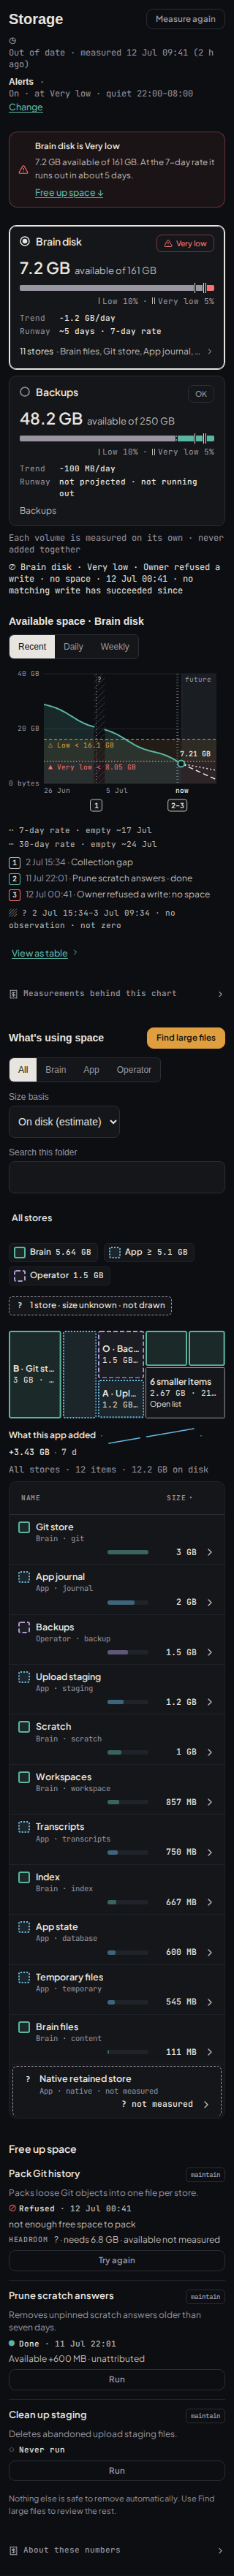 Storage
Measure again
Out of date · measured 12 Jul 09:41 (2 h
ago)
Alerts ·
On · at Very low · quiet 22:00–08:00
Change
Brain disk is Very low
7.2 GB available of 161 GB. At the 7-day rate it
runs out in about 5 days.
Free up space ↓
Brain disk
Very low
7.2 GB available of 161 GB
Low 10% · Very low 5%
Trend -1.2 GB/day
Runway ~5 days · 7-day rate
11 stores · Brain files, Git store, App journal, …
Backups
OK
48.2 GB available of 250 GB
Low 10% · Very low 5%
Trend -100 MB/day
Runway not projected · not running
out
Backups
Each volume is measured on its own · never
added together
Brain disk · Very low · Owner refused a
write · no space · 12 Jul 00:41 · no
matching write has succeeded since
Available space · Brain disk
Recent Daily Weekly
40 GB
?
future
20 GB
Low < 16.1 GB
7.21 GB
Very low < 8.05 GB
0 bytes
26 Jun 5 Jul now
1 2–3
7-day rate · empty ~17 Jul
30-day rate · empty ~24 Jul
1 2 Jul 15:34 · Collection gap
2 11 Jul 22:01 · Prune scratch answers · done
3 12 Jul 00:41 · Owner refused a write: no space
? 2 Jul 15:34–3 Jul 09:34 · no
observation · not zero
View as table
Measurements behind this chart
What's using space
Find large files
All Brain App Operator
Size basis
On disk (estimate)
Search this folder
All stores
Brain 5.64 GB
App ≥ 5.1 GB
Operator 1.5 GB
? 1 store · size unknown · not drawn
B · Git st…
3 GB · …
O · Bac…
1.5 GB…
A · Upl…
1.2 GB…
6 smaller items
2.67 GB · 21…
Open list
What this app added ·
+3.43 GB · 7 d
All stores · 12 items · 12.2 GB on disk
NAME SIZE
Git store
Brain · git
3 GB
App journal
App · journal
2 GB
Backups
Operator · backup
1.5 GB
Upload staging
App · staging
1.2 GB
Scratch
Brain · scratch
1 GB
Workspaces
Brain · workspace
857 MB
Transcripts
App · transcripts
750 MB
Index
Brain · index
667 MB
App state
App · database
600 MB
Temporary files
App · temporary
545 MB
Brain files
Brain · content
111 MB
? Native retained store
App · native · not measured
? not measured
Free up space
Pack Git history
maintain
Packs loose Git objects into one file per store.
Refused · 12 Jul 00:41
not enough free space to pack
HEADROOM ? · needs 6.8 GB · available not measured
Try again
Prune scratch answers
maintain
Removes unpinned scratch answers older than
seven days.
Done · 11 Jul 22:01
Available +600 MB · unattributed
Run
Clean up staging
maintain
Deletes abandoned upload staging files.
Never run
Run
Nothing else is safe to remove automatically. Use Find
large files to review the rest.
About these numbers